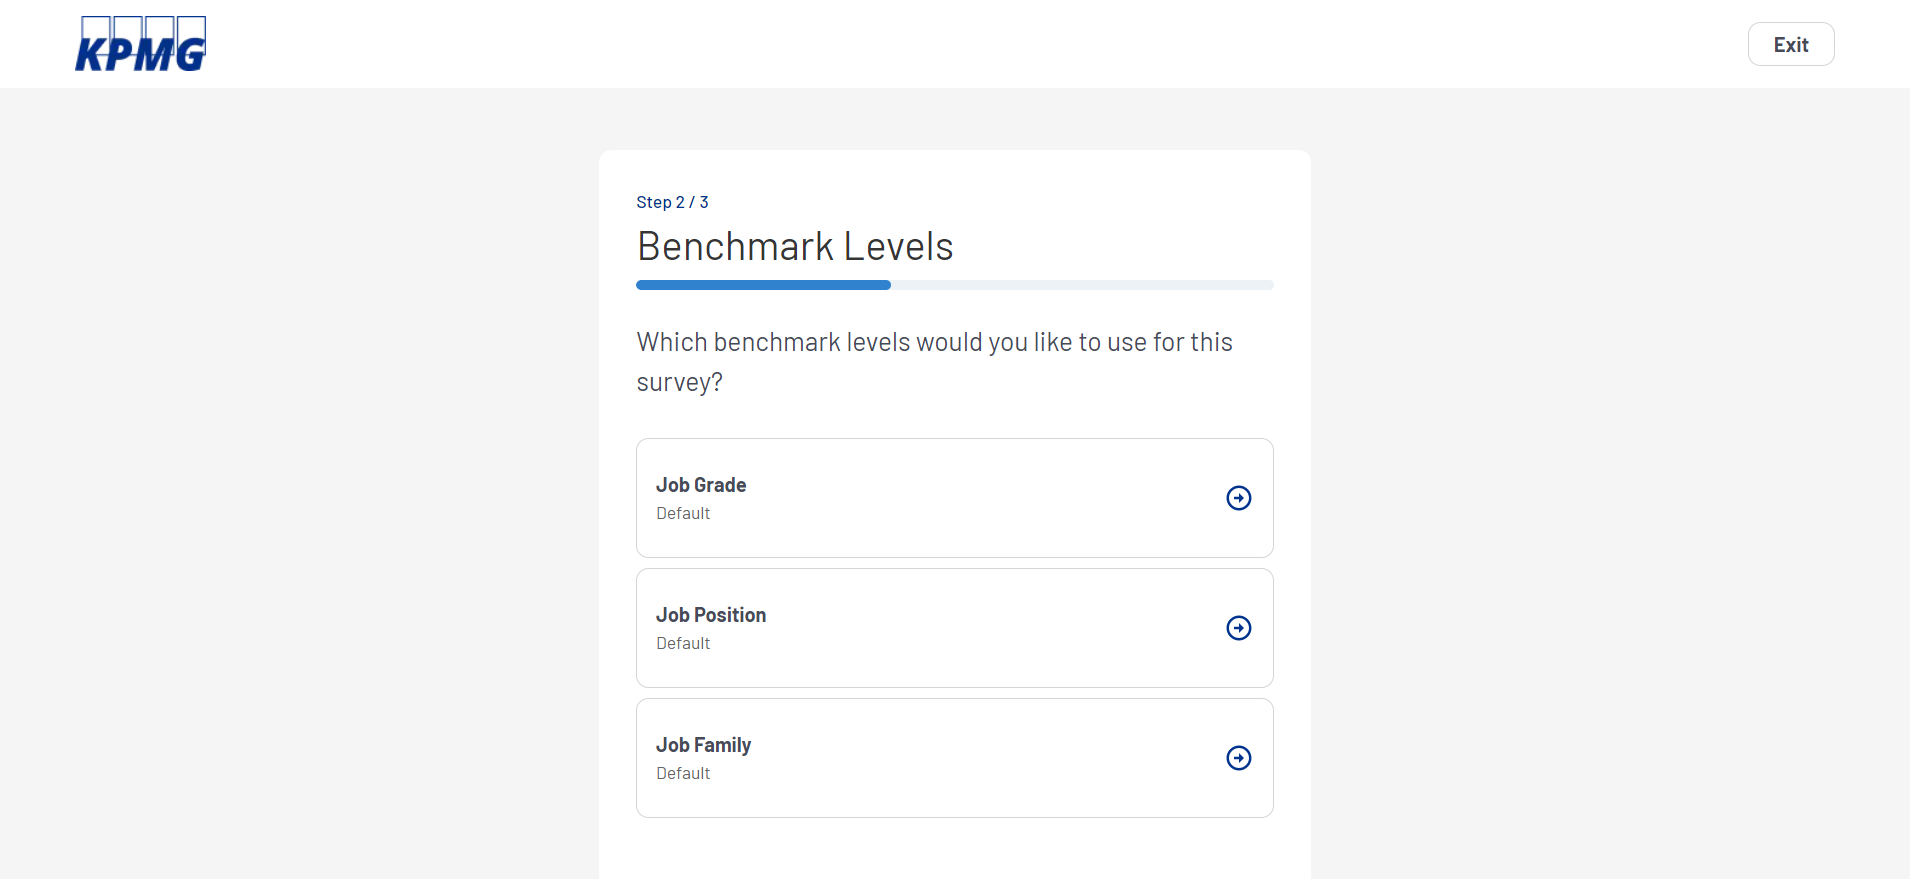 KPMG
Exit
Step 2 / 3
Benchmark Levels
Which benchmark levels would you like to use for this
survey?
Job Grade
Default
Job Position
Default
Job Family
Default